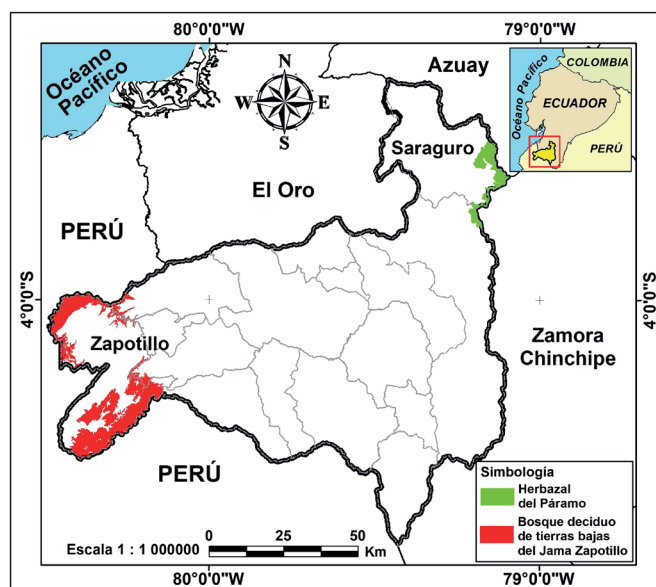 80°0'0"W
79°0'0"W
Océano
Pacífico
N
W
E
S
Azuay
Saraguro
El Oro
PERÚ
Océano Pacífico
COLOMBIA
ECUADOR
PERÚ
4°0'0"S
4°0'0"S
Zapotillo
Zamora
Chinchipe
PERÚ
Simbología
Herbazal
del Páramo
Bosque deciduo
de tierras bajas
del Jama Zapotillo
Escala 1 : 1 000000
0
12,5
25
50
Km
80°0'0"W
79°0'0"W